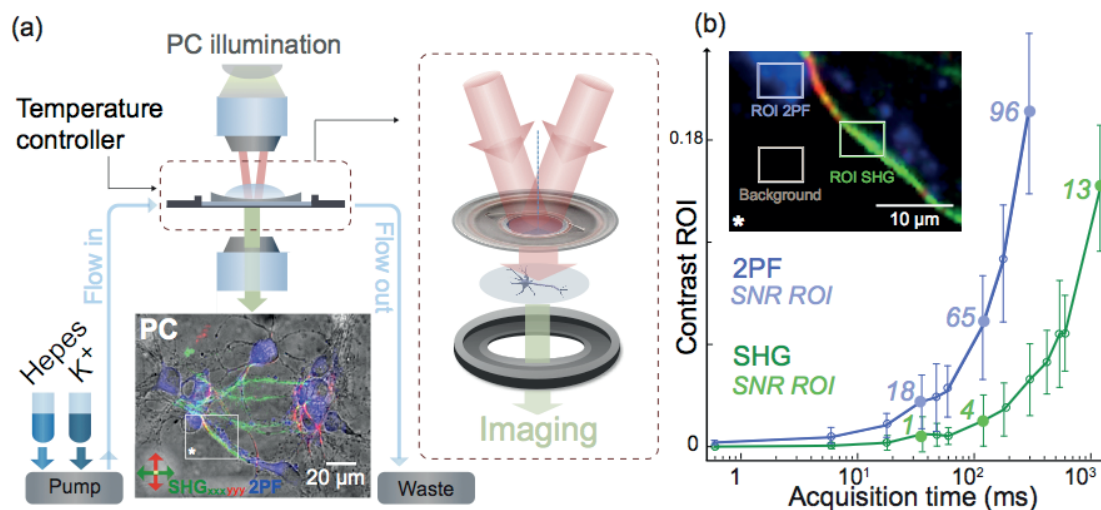 (a)
PC illumination
Temperature
controller
Flow in
Flow out
Hepes
K+
Pump
PC
*
20 µm
SHGxxxyyy 2PF
Waste
Imaging
(b)
Contrast ROI
0.18
0
ROI 2PF
ROI SHG
Background
10 µm
*
2PF
SNR ROI
SHG
SNR ROI
96
65
18
13
4
1
1
10¹
10²
10³
Acquisition time (ms)